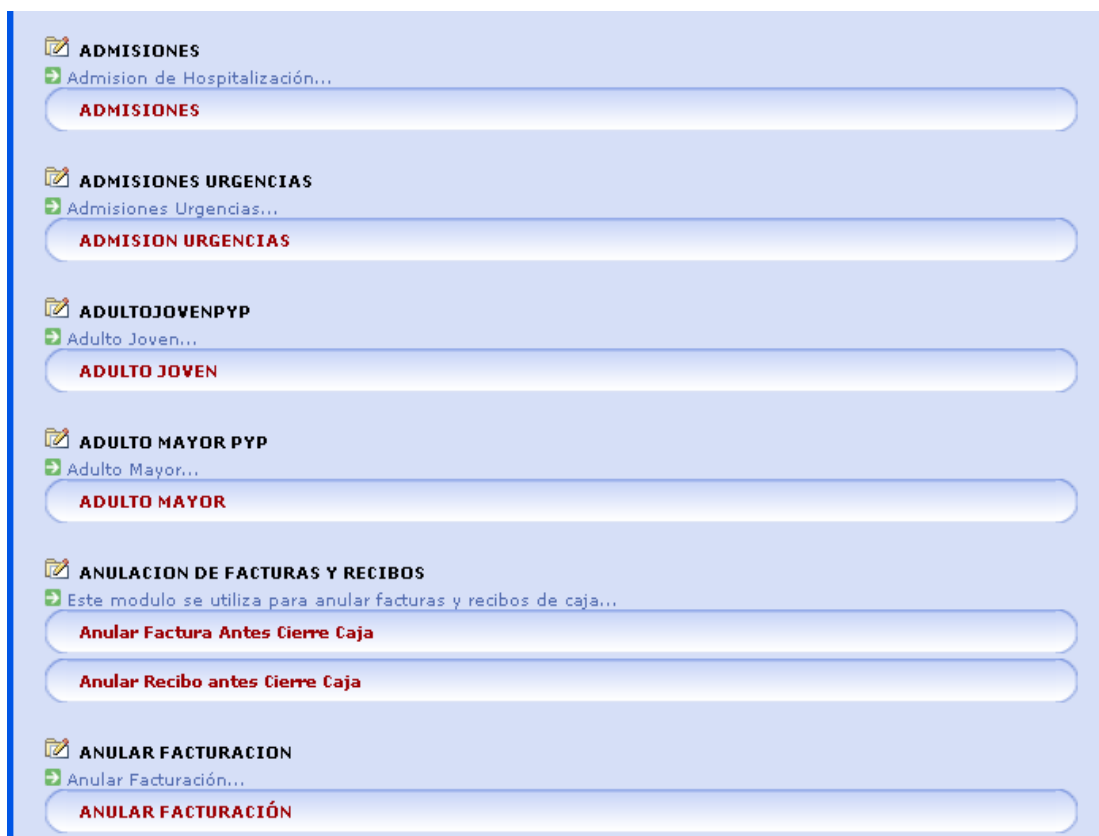 ADMISIONES
Admision de Hospitalización...
ADMISIONES
ADMISIONES URGENCIAS
Admisiones Urgencias...
ADMISION URGENCIAS
ADULTOJOVENPYP
Adulto Joven...
ADULTO JOVEN
ADULTO MAYOR PYP
Adulto Mayor...
ADULTO MAYOR
ANULACION DE FACTURAS Y RECIBOS
Este modulo se utiliza para anular facturas y recibos de caja...
Anular Factura Antes Cierre Caja
Anular Recibo antes Cierre Caja
ANULAR FACTURACION
Anular Facturación...
ANULAR FACTURACIÓN